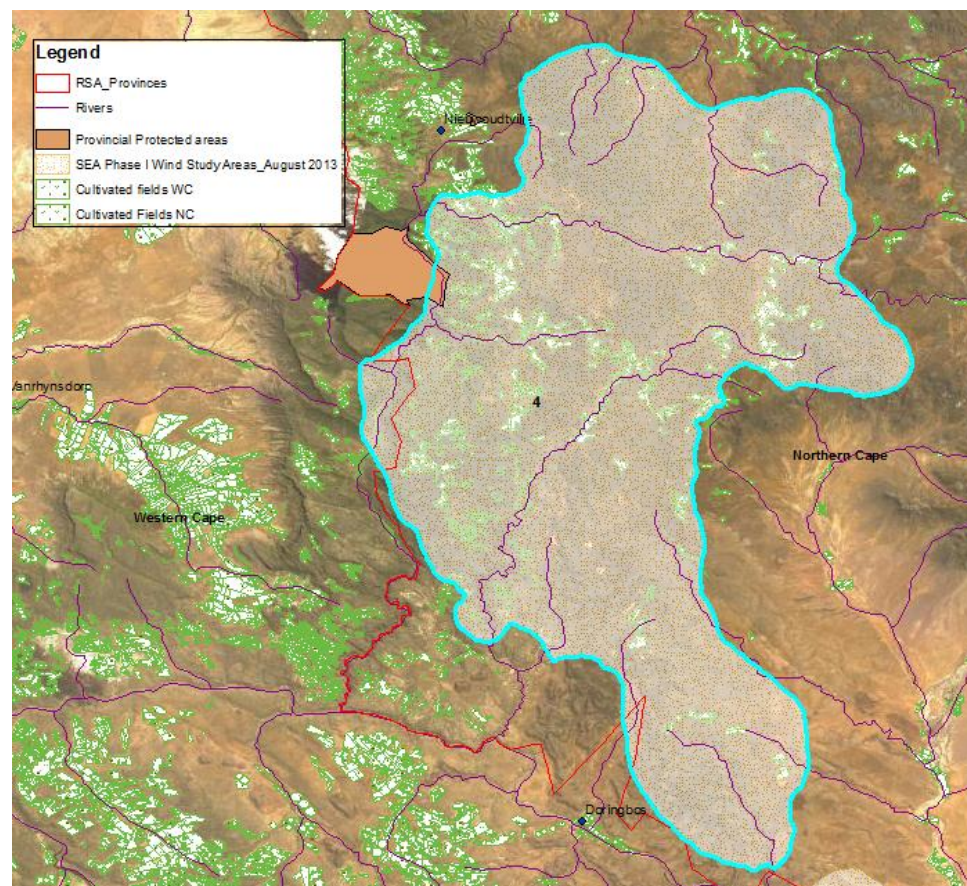 Legend
RSA_Provinces
Rivers
Provincial Protected areas
SEA Phase I Wind Study Areas_August 2013
Cultivated fields WC
Cultivated Fields NC
Nieuwoudtville
Vanrhynsdorp
4
Northern Cape
Western Cape
Doringbos